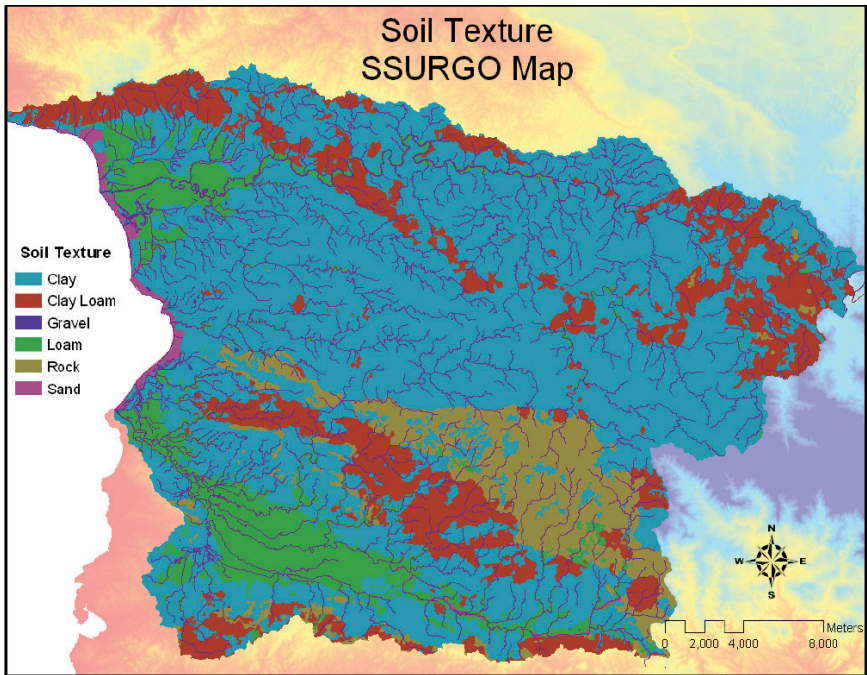 Soil Texture
SSURGO Map
Soil Texture
Clay
Clay Loam
Gravel
Loam
Rock
Sand
N
W E
S
Meters
0 2,000 4,000 8,000